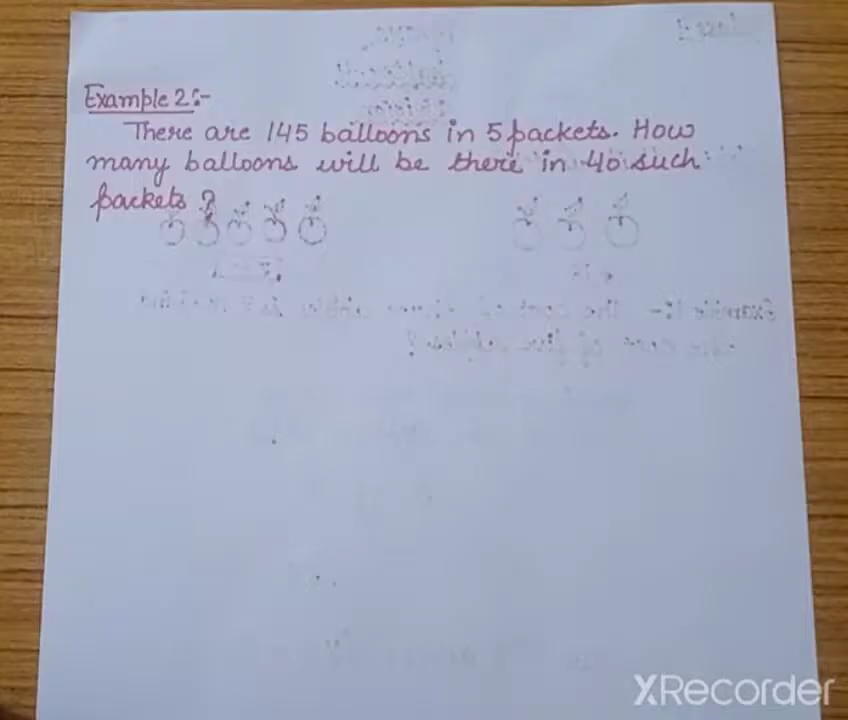 Example 2:-
There are 145 balloons in 5 packets. How
many balloons will be there in 40 such
packets ?
XRecorder